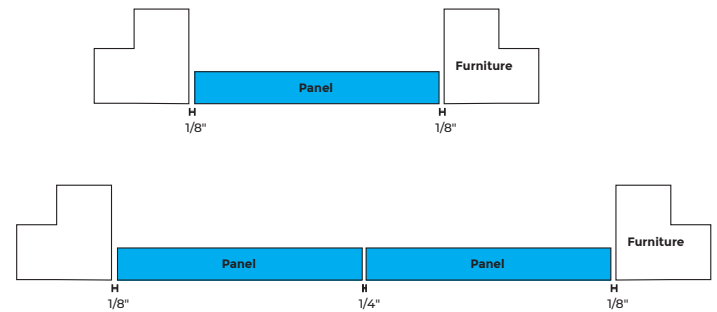 Furniture
Panel
1/8" 1/8"
Furniture
Panel Panel
1/8" 1/4" 1/8"